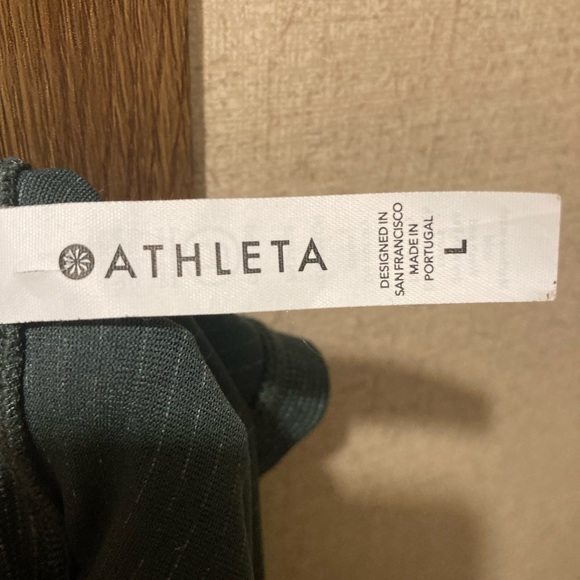 ATHLETA
DESIGNED IN
SAN FRANCISCO
MADE IN
PORTUGAL
L